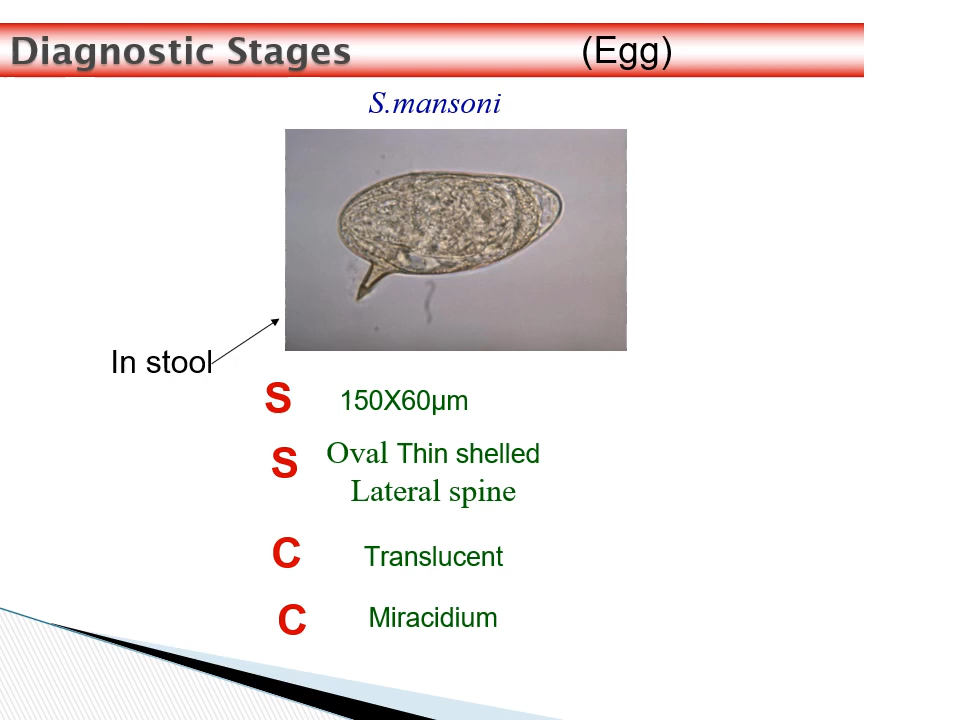 Diagnostic Stages (Egg)
S.mansoni
In stool
S 150X60µm
S Oval Thin shelled
Lateral spine
C Translucent
C Miracidium